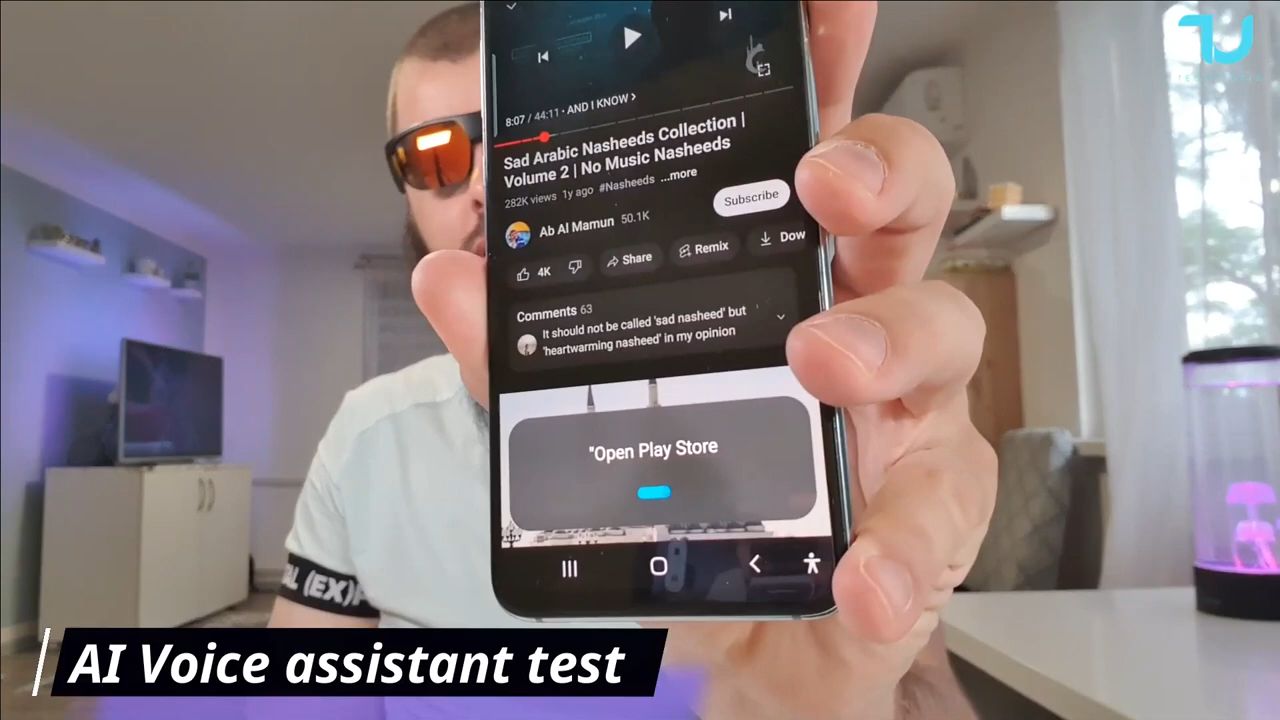 8:07 / 44:11 · AND I KNOW >
Sad Arabic Nasheeds Collection |
Volume 2 | No Music Nasheeds
282K views 1y ago #Nasheeds ...more
Subscribe
Ab Al Mamun 50.1K
4K
Share
Remix
Dow
Comments 63
It should not be called 'sad nasheed' but
'heartwarming nasheed' in my opinion
"Open Play Store
(EX)
AI Voice assistant test